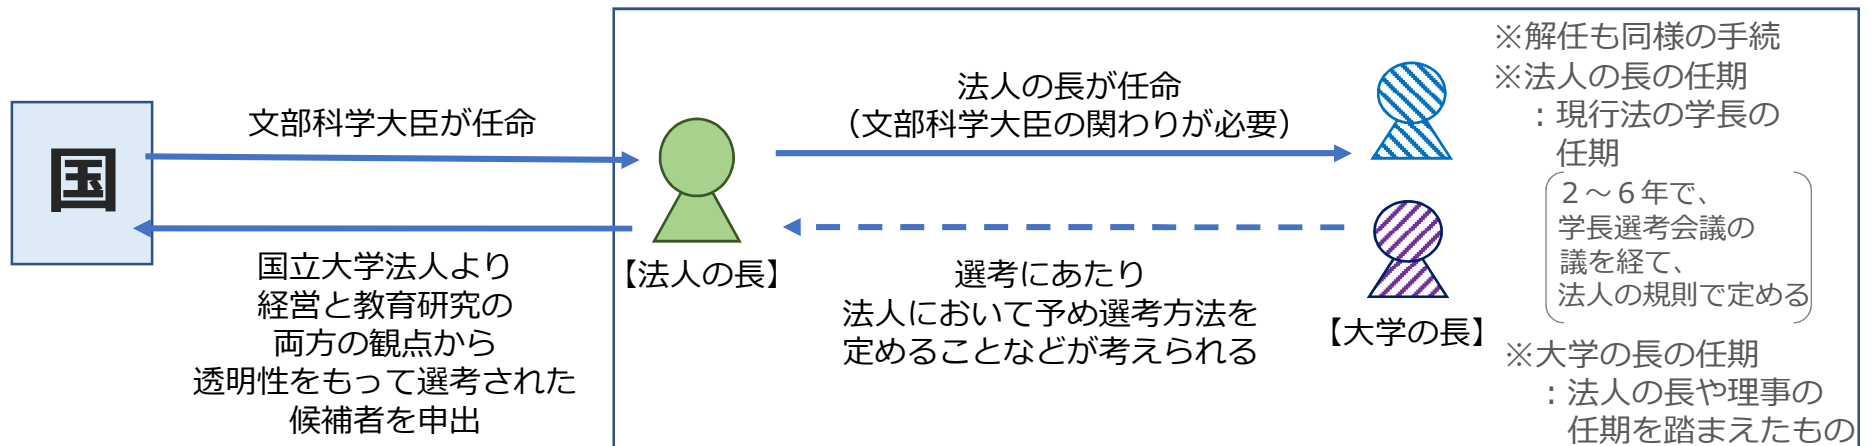 国
文部科学大臣が任命
国立大学法人より
経営と教育研究の
両方の観点から
透明性をもって選考された
候補者を申出
【法人の長】
法人の長が任命
（文部科学大臣の関わりが必要）
選考にあたり
法人において予め選考方法を
定めることなどが考えられる
【大学の長】
※解任も同様の手続
※法人の長の任期
：現行法の学長の
任期
２～６年で、
学長選考会議の
議を経て、
法人の規則で定める
※大学の長の任期
：法人の長や理事の
任期を踏まえたもの